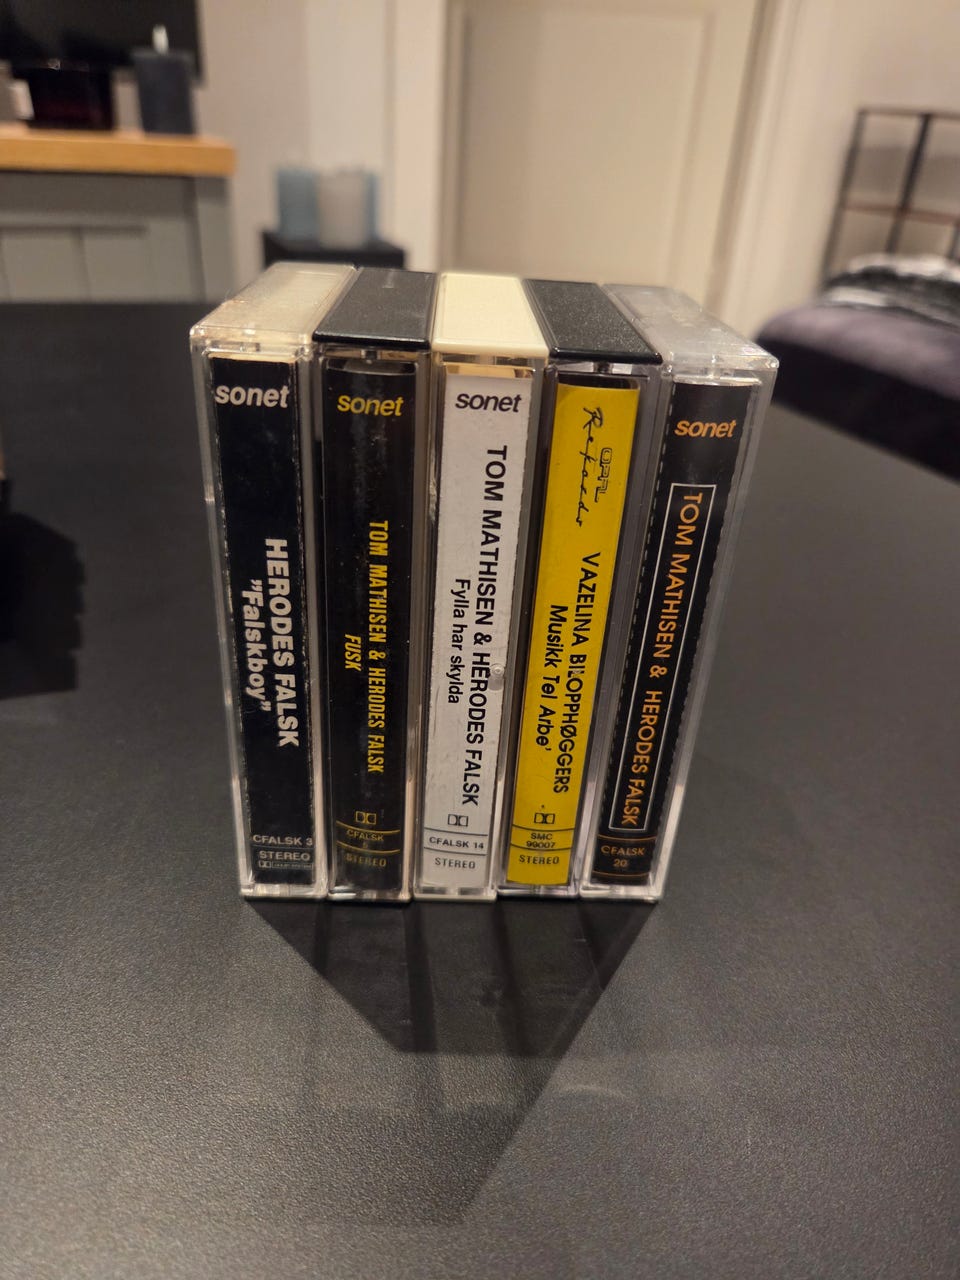 sonet
HERODES FALSK
"Falskboy"
CFALSK 3
STEREO
sonet
TOM MATHISEN & HERODES FALSK
FUSK
CFALSK
STEREO
sonet
TOM MATHISEN & HERODES FALSK
Fylla har skylda
CFALSK 14
STEREO
Rekords
VAZELINA BILOPPHØGGERS
Musikk Tel Arbe'
SMC
99007
STEREO
sonet
TOM MATHISEN & HERODES FALSK
CFALSK
20